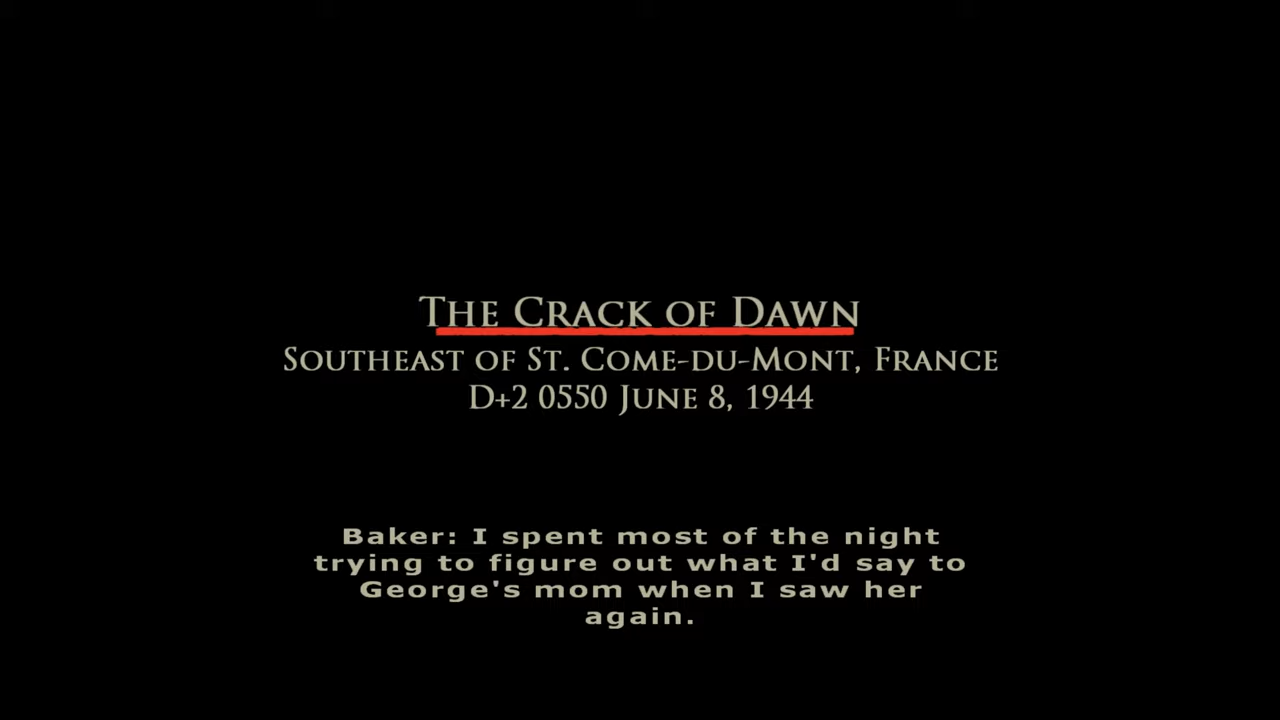 The Crack of Dawn
Southeast of St. Come-du-Mont, France
D+2 0550 June 8, 1944
Baker: I spent most of the night
trying to figure out what I'd say to
George's mom when I saw her
again.